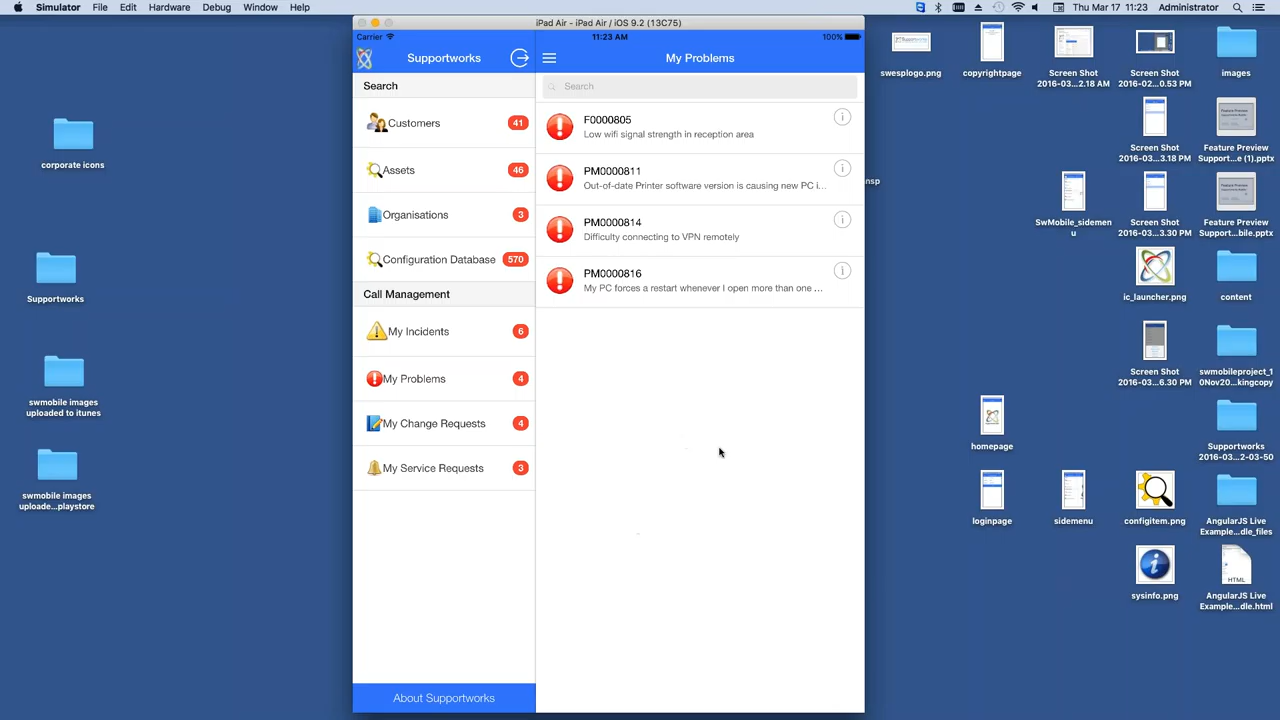 Simulator File Edit Hardware Debug Window Help
Thu Mar 17 11:23 Administrator
iPad Air - iPad Air / iOS 9.2 (13C75)
Carrier
11:23 AM
100%
Supportworks
My Problems
Search
Customers 41
Assets 46
Organisations 3
Configuration Database 570
Call Management
My Incidents 6
My Problems 4
My Change Requests 4
My Service Requests 3
About Supportworks
Search
F0000805
Low wifi signal strength in reception area
PM0000811
Out-of-date Printer software version is causing new PC i...
PM0000814
Difficulty connecting to VPN remotely
PM0000816
My PC forces a restart whenever I open more than one ...
corporate icons
Supportworks
swmobile images
uploaded to itunes
swmobile images
uploade...playstore
swesplogo.png
copyrightpage
Screen Shot
2016-03...2.18 AM
Screen Shot
2016-02...0.53 PM
images
Screen Shot
2016-03...3.18 PM
Feature Preview
Support...e (1).pptx
nsp
SwMobile_sidemen
u
Screen Shot
2016-03...3.30 PM
Feature Preview
Support...bile.pptx
ic_launcher.png
content
Screen Shot
2016-03...6.30 PM
swmobileproject_1
0Nov20...kingcopy
homepage
Supportworks
2016-03...2-03-50
loginpage
sidemenu
configitem.png
AngularJS Live
Example...dle_files
sysinfo.png
HTML
AngularJS Live
Example...dle.html